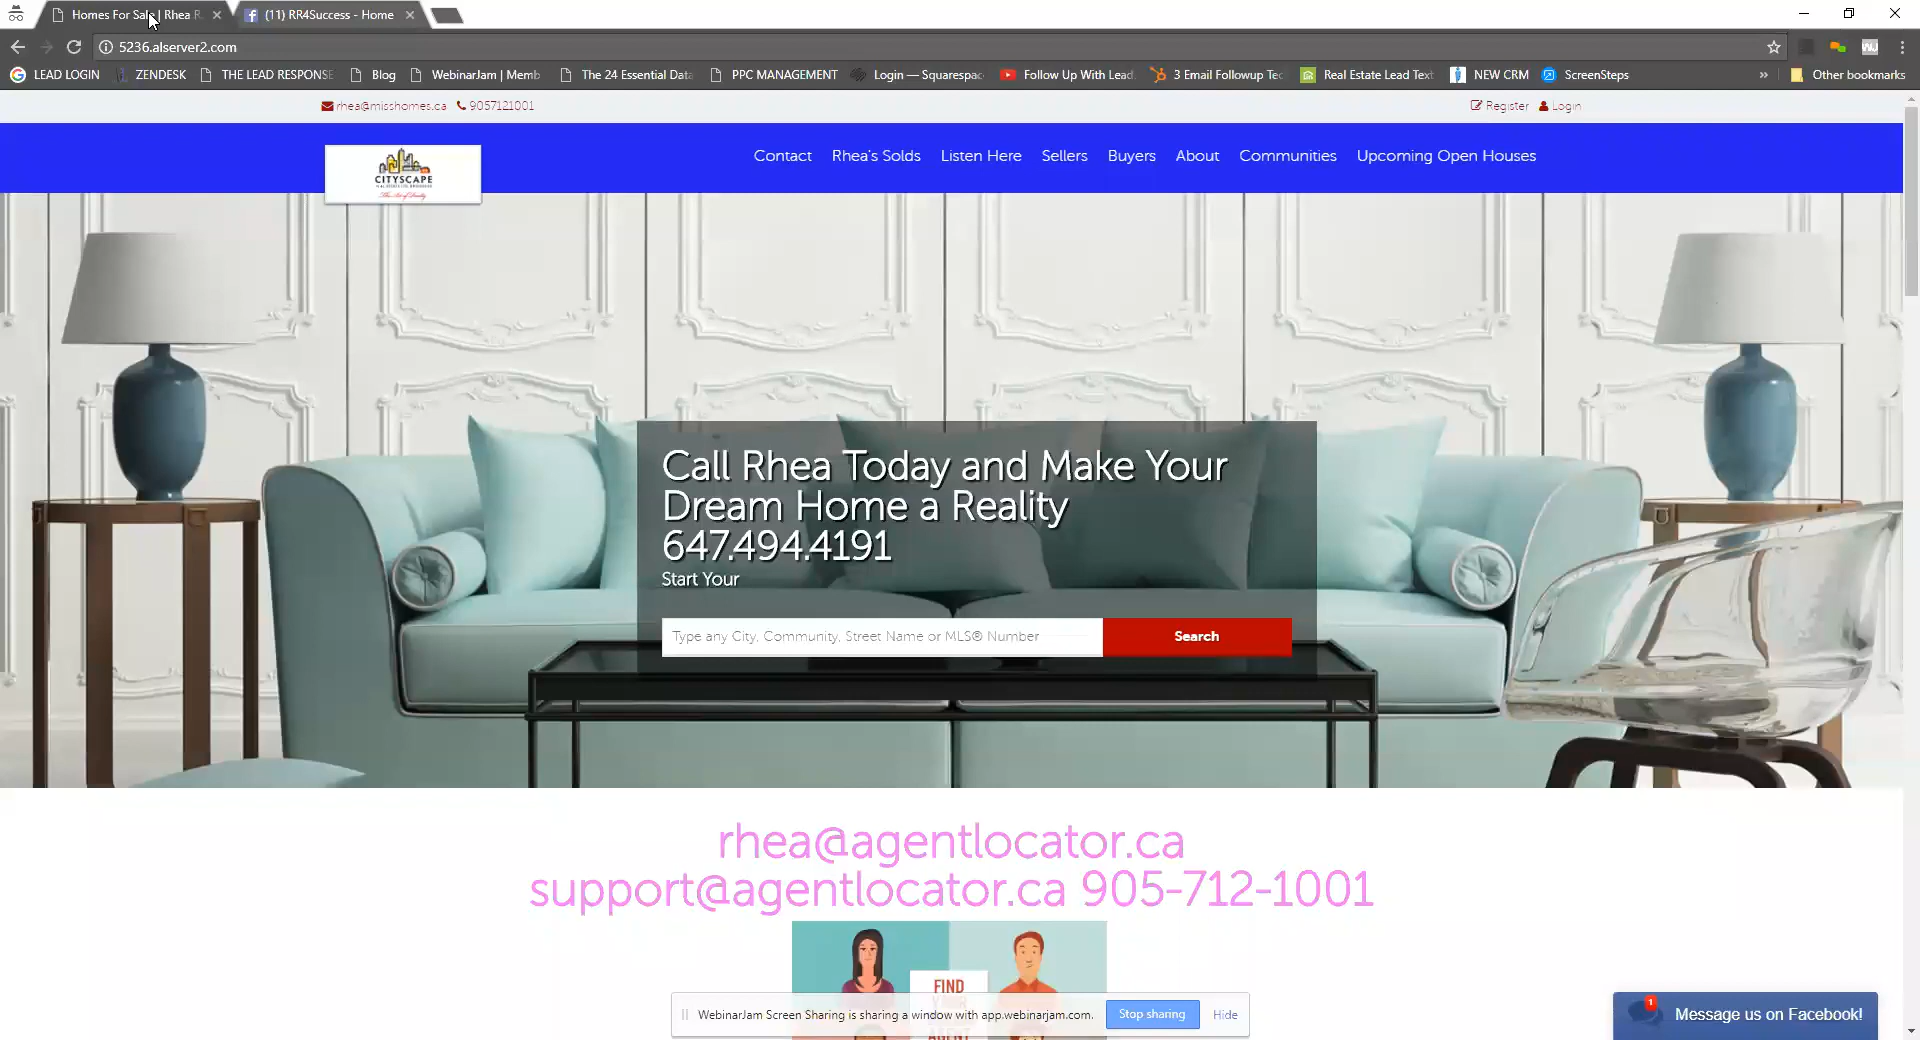 Homes For Sale | Rhea R
(11) RR4Success - Home
5236.alserver2.com
LEAD LOGIN
ZENDESK
THE LEAD RESPONSE
Blog
WebinarJam | Memb
The 24 Essential Data
PPC MANAGEMENT
Login — Squarespac
Follow Up With Lead
3 Email Followup Tec
Real Estate Lead Text
NEW CRM
ScreenSteps
»
Other bookmarks
rhea@misshomes.ca
9057121001
Register
Login
CITYSCAPE
Contact
Rhea's Solds
Listen Here
Sellers
Buyers
About
Communities
Upcoming Open Houses
Call Rhea Today and Make Your
Dream Home a Reality
647.494.4191
Start Your
Type any City, Community, Street Name or MLS® Number
Search
rhea@agentlocator.ca
support@agentlocator.ca 905-712-1001
FIND
YOUR
AGENT
WebinarJam Screen Sharing is sharing a window with app.webinarjam.com.
Stop sharing
Hide
1
Message us on Facebook!